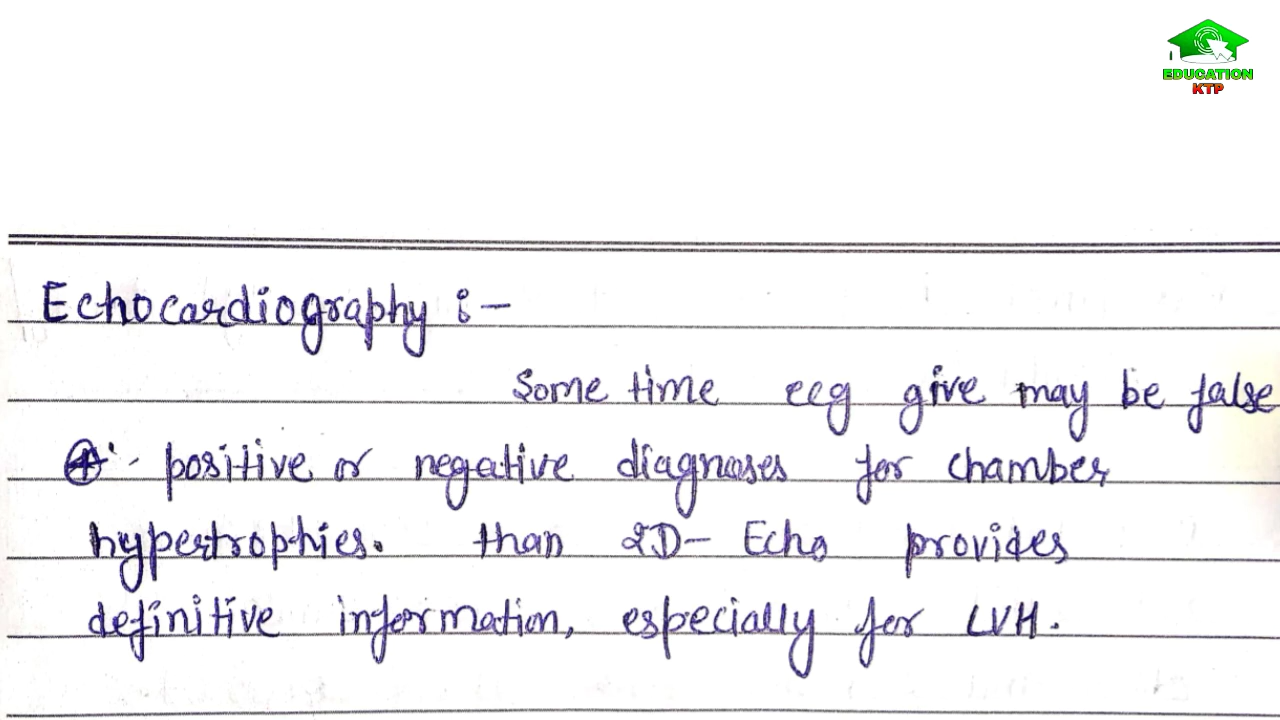 EDUCATION
KTP
Echocardiography :-
Some time ecg give may be false
⊕:- positive or negative diagnoses for chamber
hypertrophies. than 2D- Echo provides
definitive information, especially for LVH.